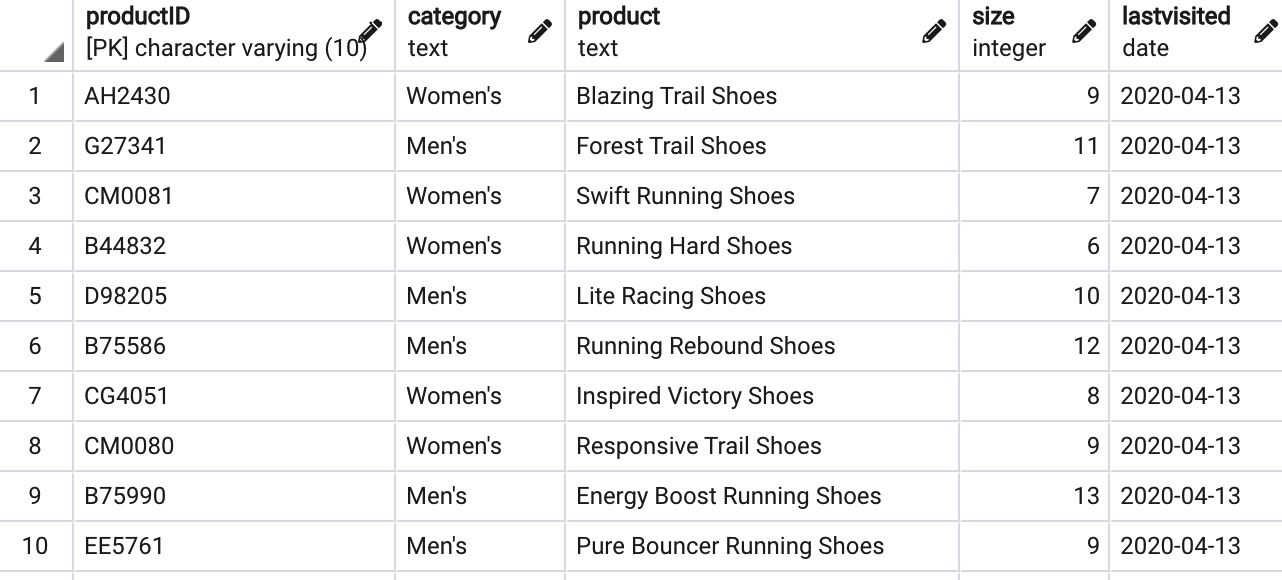 productID category product size lastvisited
[PK] character varying (10) text text integer date
1 AH2430 Women's Blazing Trail Shoes 9 2020-04-13
2 G27341 Men's Forest Trail Shoes 11 2020-04-13
3 CM0081 Women's Swift Running Shoes 7 2020-04-13
4 B44832 Women's Running Hard Shoes 6 2020-04-13
5 D98205 Men's Lite Racing Shoes 10 2020-04-13
6 B75586 Men's Running Rebound Shoes 12 2020-04-13
7 CG4051 Women's Inspired Victory Shoes 8 2020-04-13
8 CM0080 Women's Responsive Trail Shoes 9 2020-04-13
9 B75990 Men's Energy Boost Running Shoes 13 2020-04-13
10 EE5761 Men's Pure Bouncer Running Shoes 9 2020-04-13